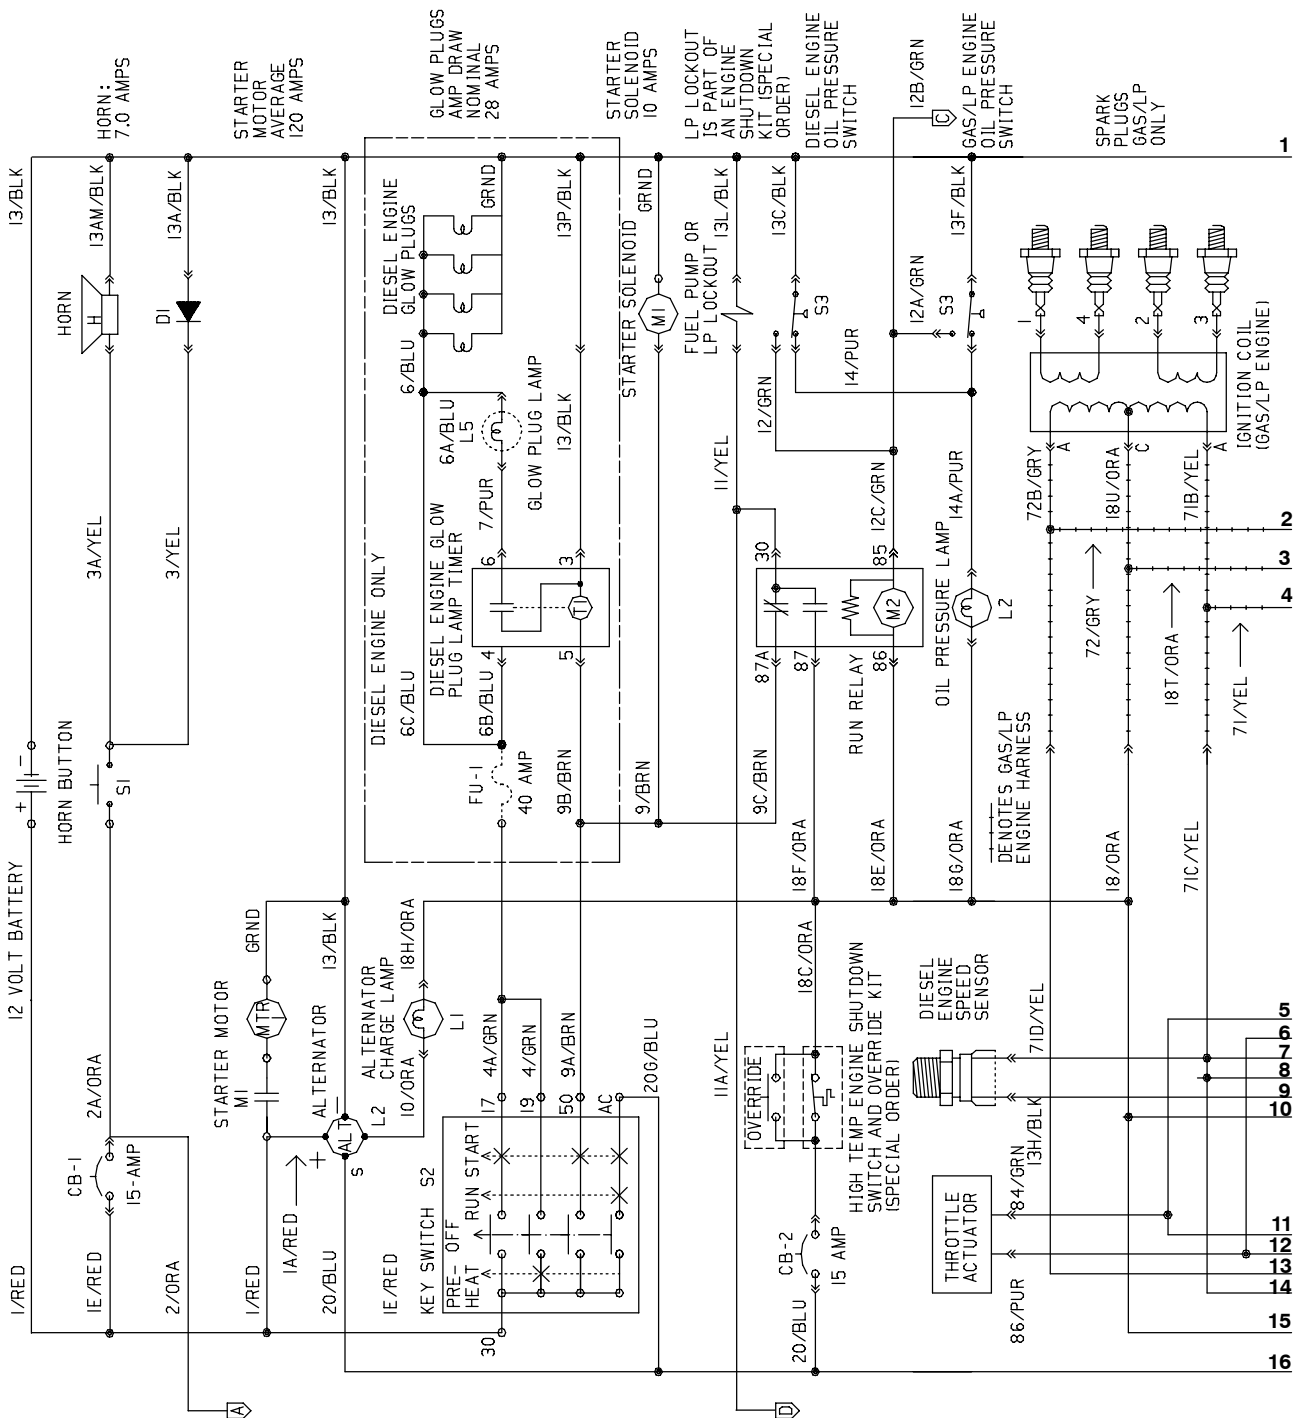 13/BLK
HORN:
7.0 AMPS
13AM/BLK
13A/BLK
STARTER
MOTOR
AVERAGE
120 AMPS
13/BLK
GLOW PLUGS
AMP DRAW
NOMINAL
28 AMPS
GRND
13P/BLK
STARTER
SOLENOID
10 AMPS
GRND
LP LOCKOUT
IS PART OF
AN ENGINE
SHUTDOWN
KIT (SPECIAL
ORDER)
13L/BLK
13C/BLK
DIESEL ENGINE
OIL PRESSURE
SWITCH
12B/GRN
C
GAS/LP ENGINE
OIL PRESSURE
SWITCH
13F/BLK
SPARK
PLUGS
GAS/LP
ONLY
1
HORN
H
D1
DIESEL ENGINE
GLOW PLUGS
STARTER SOLENOID
M1
FUEL PUMP OR
LP LOCKOUT
S3
12A/GRN
S3
1
4
2
3
IGNITION COIL
(GAS/LP ENGINE)
6/BLU
6A/BLU
L5
GLOW PLUG LAMP
13/BLK
14/PUR
12/GRN
11/YEL
7/PUR
12C/GRN
14A/PUR
72B/GRY
A
18U/ORA
C
71B/YEL
A
2
3
4
3A/YEL
3/YEL
DIESEL ENGINE ONLY
6C/BLU
DIESEL ENGINE GLOW
PLUG LAMP TIMER
6
3
T1
4
5
6B/BLU
30
85
M2
87A
87
86
RUN RELAY
OIL PRESSURE LAMP
L2
72/GRY
18T/ORA
71/YEL
+ -
HORN BUTTON
S1
12 VOLT BATTERY
FU-1
40 AMP
9B/BRN
9/BRN
9C/BRN
18F/ORA
18E/ORA
18G/ORA
DENOTES GAS/LP
ENGINE HARNESS
18/ORA
71C/YEL
2A/ORA
STARTER MOTOR
MTR
GRND
M1
13/BLK
ALTERNATOR
ALT
1
L2
S
+
ALTERNATOR
CHARGE LAMP
18H/ORA
L1
10/ORA
4A/GRN
4/GRN
9A/BRN
20G/BLU
11A/YEL
18C/ORA
OVERRIDE
HIGH TEMP ENGINE SHUTDOWN
SWITCH AND OVERRIDE KIT
(SPECIAL ORDER)
DIESEL
ENGINE
SPEED
SENSOR
71D/YEL
13H/BLK
5
6
7
8
9
10
CB-1
15-AMP
1A/RED
17
19
50
AC
KEY SWITCH S2
PRE-HEAT
OFF
RUN
START
30
CB-2
15 AMP
THROTTLE
ACTUATOR
84/GRN
86/PUR
11
12
13
14
15
16
1/RED
1E/RED
2/ORA
1/RED
20/BLU
1E/RED
20/BLU
A
D